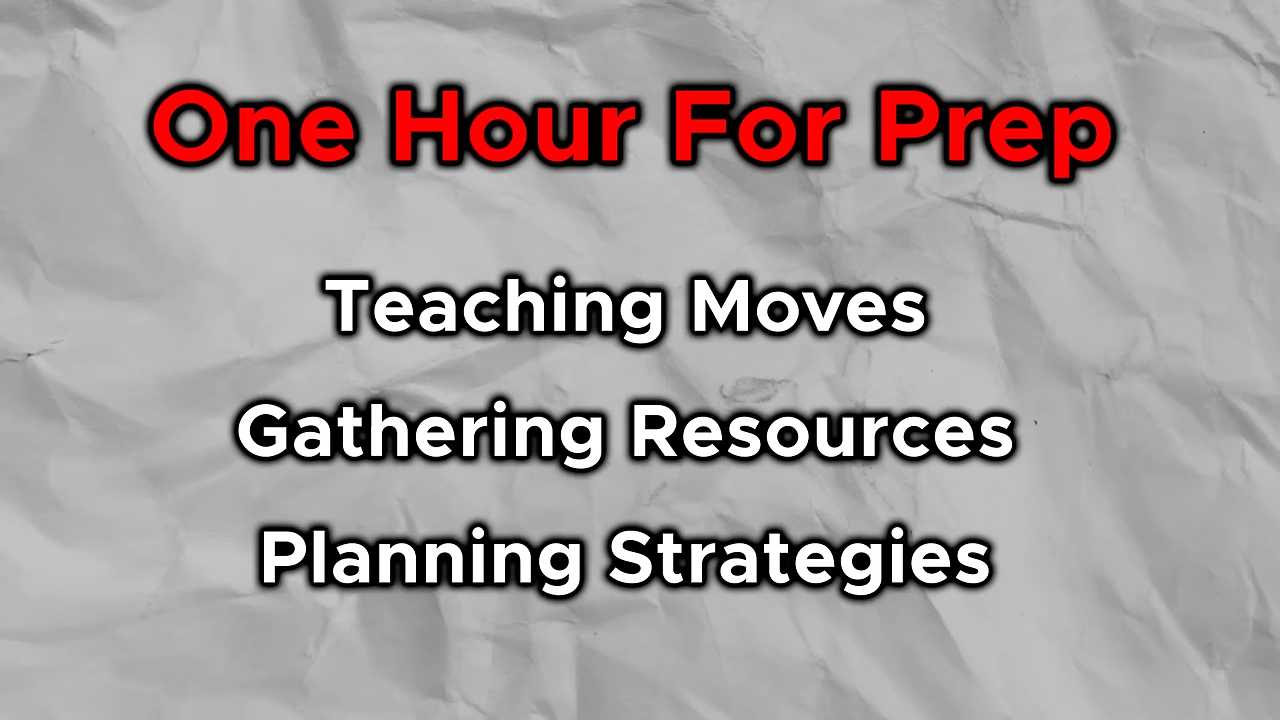 One Hour For Prep
Teaching Moves
Gathering Resources
Planning Strategies